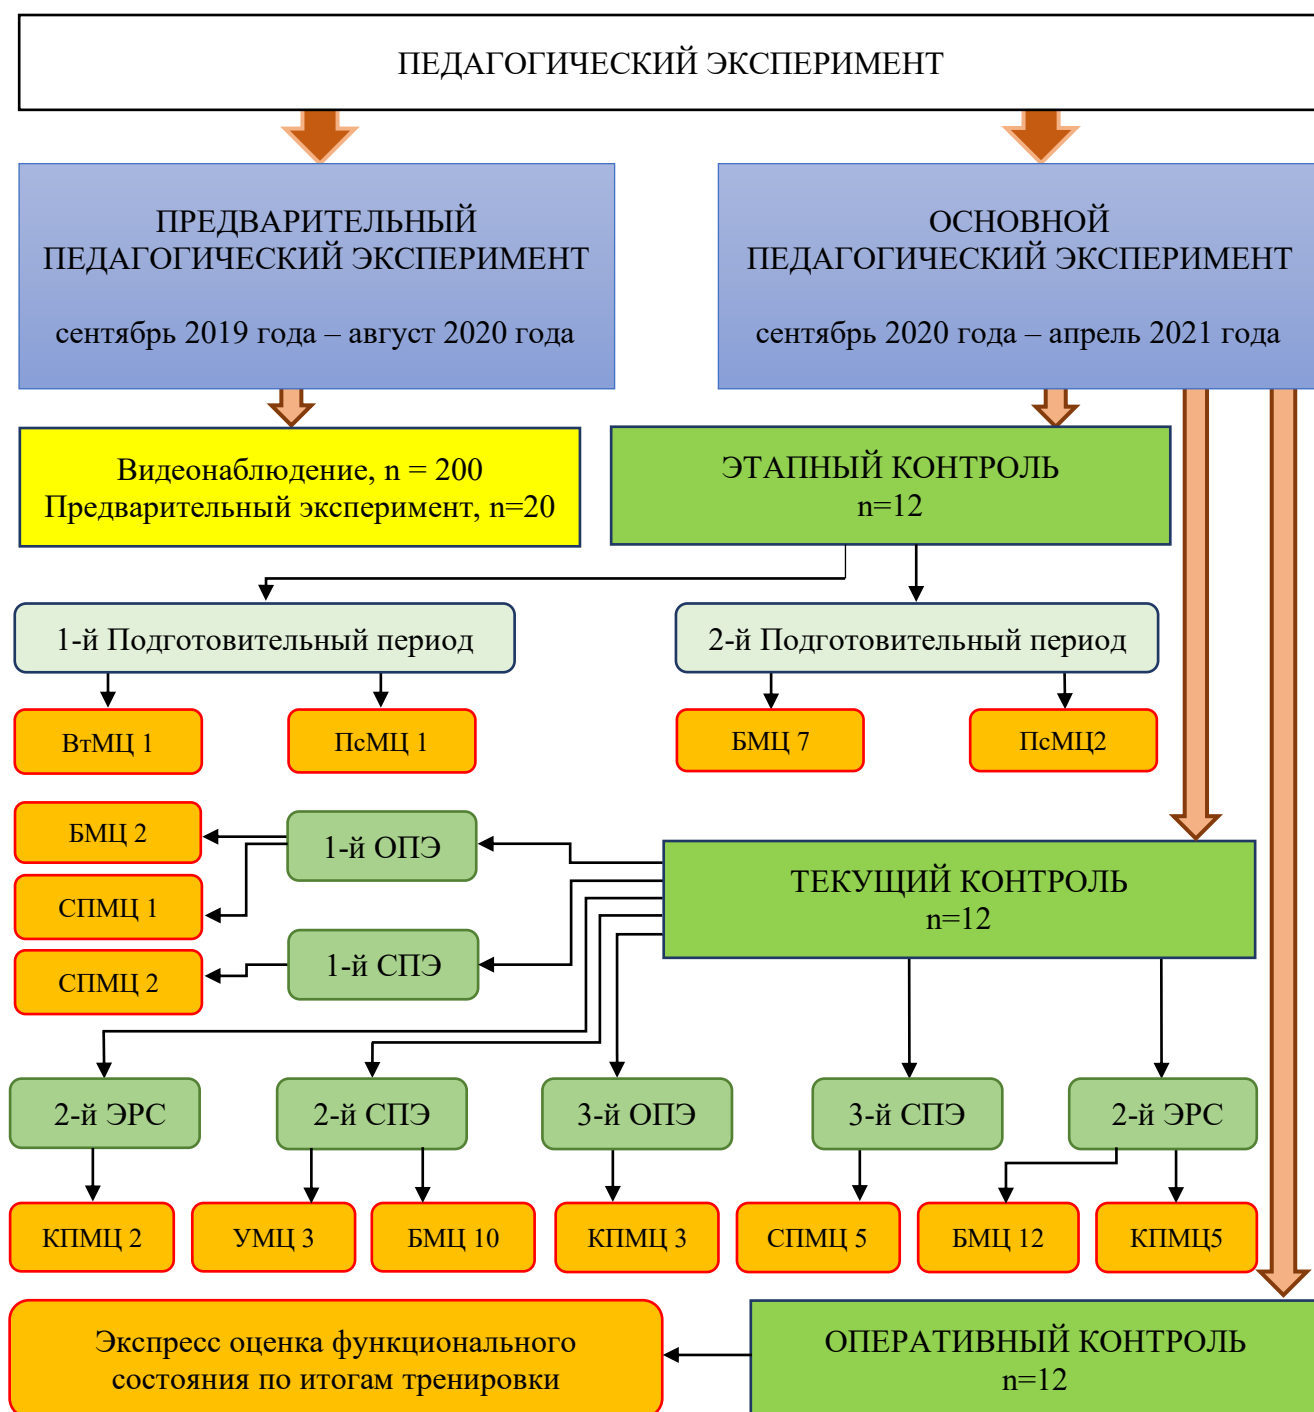 ПЕДАГОГИЧЕСКИЙ ЭКСПЕРИМЕНТ
ПРЕДВАРИТЕЛЬНЫЙ
ПЕДАГОГИЧЕСКИЙ ЭКСПЕРИМЕНТ
сентябрь 2019 года – август 2020 года
ОСНОВНОЙ
ПЕДАГОГИЧЕСКИЙ ЭКСПЕРИМЕНТ
сентябрь 2020 года – апрель 2021 года
Видеонаблюдение, n = 200
Предварительный эксперимент, n=20
ЭТАПНЫЙ КОНТРОЛЬ
n=12
1-й Подготовительный период
2-й Подготовительный период
ВтМЦ 1
ПсМЦ 1
БМЦ 7
ПсМЦ2
БМЦ 2
1-й ОПЭ
СПМЦ 1
ТЕКУЩИЙ КОНТРОЛЬ
n=12
1-й СПЭ
СПМЦ 2
2-й ЭРС
2-й СПЭ
3-й ОПЭ
3-й СПЭ
2-й ЭРС
КПМЦ 2
УМЦ 3
БМЦ 10
КПМЦ 3
СПМЦ 5
БМЦ 12
КПМЦ5
Экспресс оценка функционального
состояния по итогам тренировки
ОПЕРАТИВНЫЙ КОНТРОЛЬ
n=12